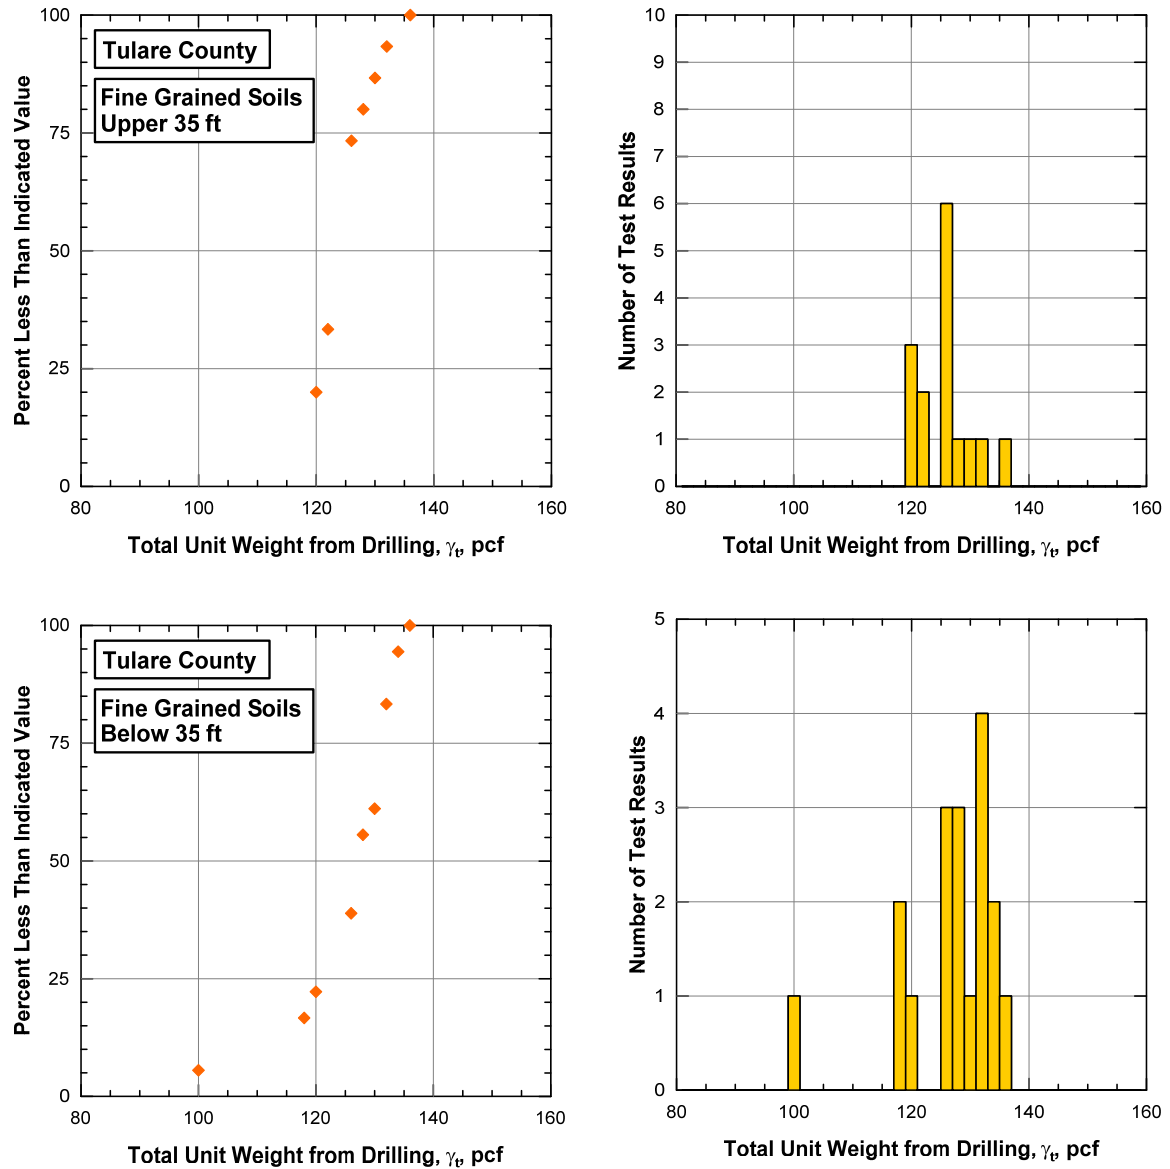 Tulare County
Fine Grained Soils
Upper 35 ft
Percent Less Than Indicated Value
100
75
50
25
0
80 100 120 140 160
Total Unit Weight from Drilling, γt, pcf
Number of Test Results
10
9
8
7
6
5
4
3
2
1
0
80 100 120 140 160
Total Unit Weight from Drilling, γt, pcf
Tulare County
Fine Grained Soils
Below 35 ft
Percent Less Than Indicated Value
100
75
50
25
0
80 100 120 140 160
Total Unit Weight from Drilling, γt, pcf
Number of Test Results
5
4
3
2
1
0
80 100 120 140 160
Total Unit Weight from Drilling, γt, pcf